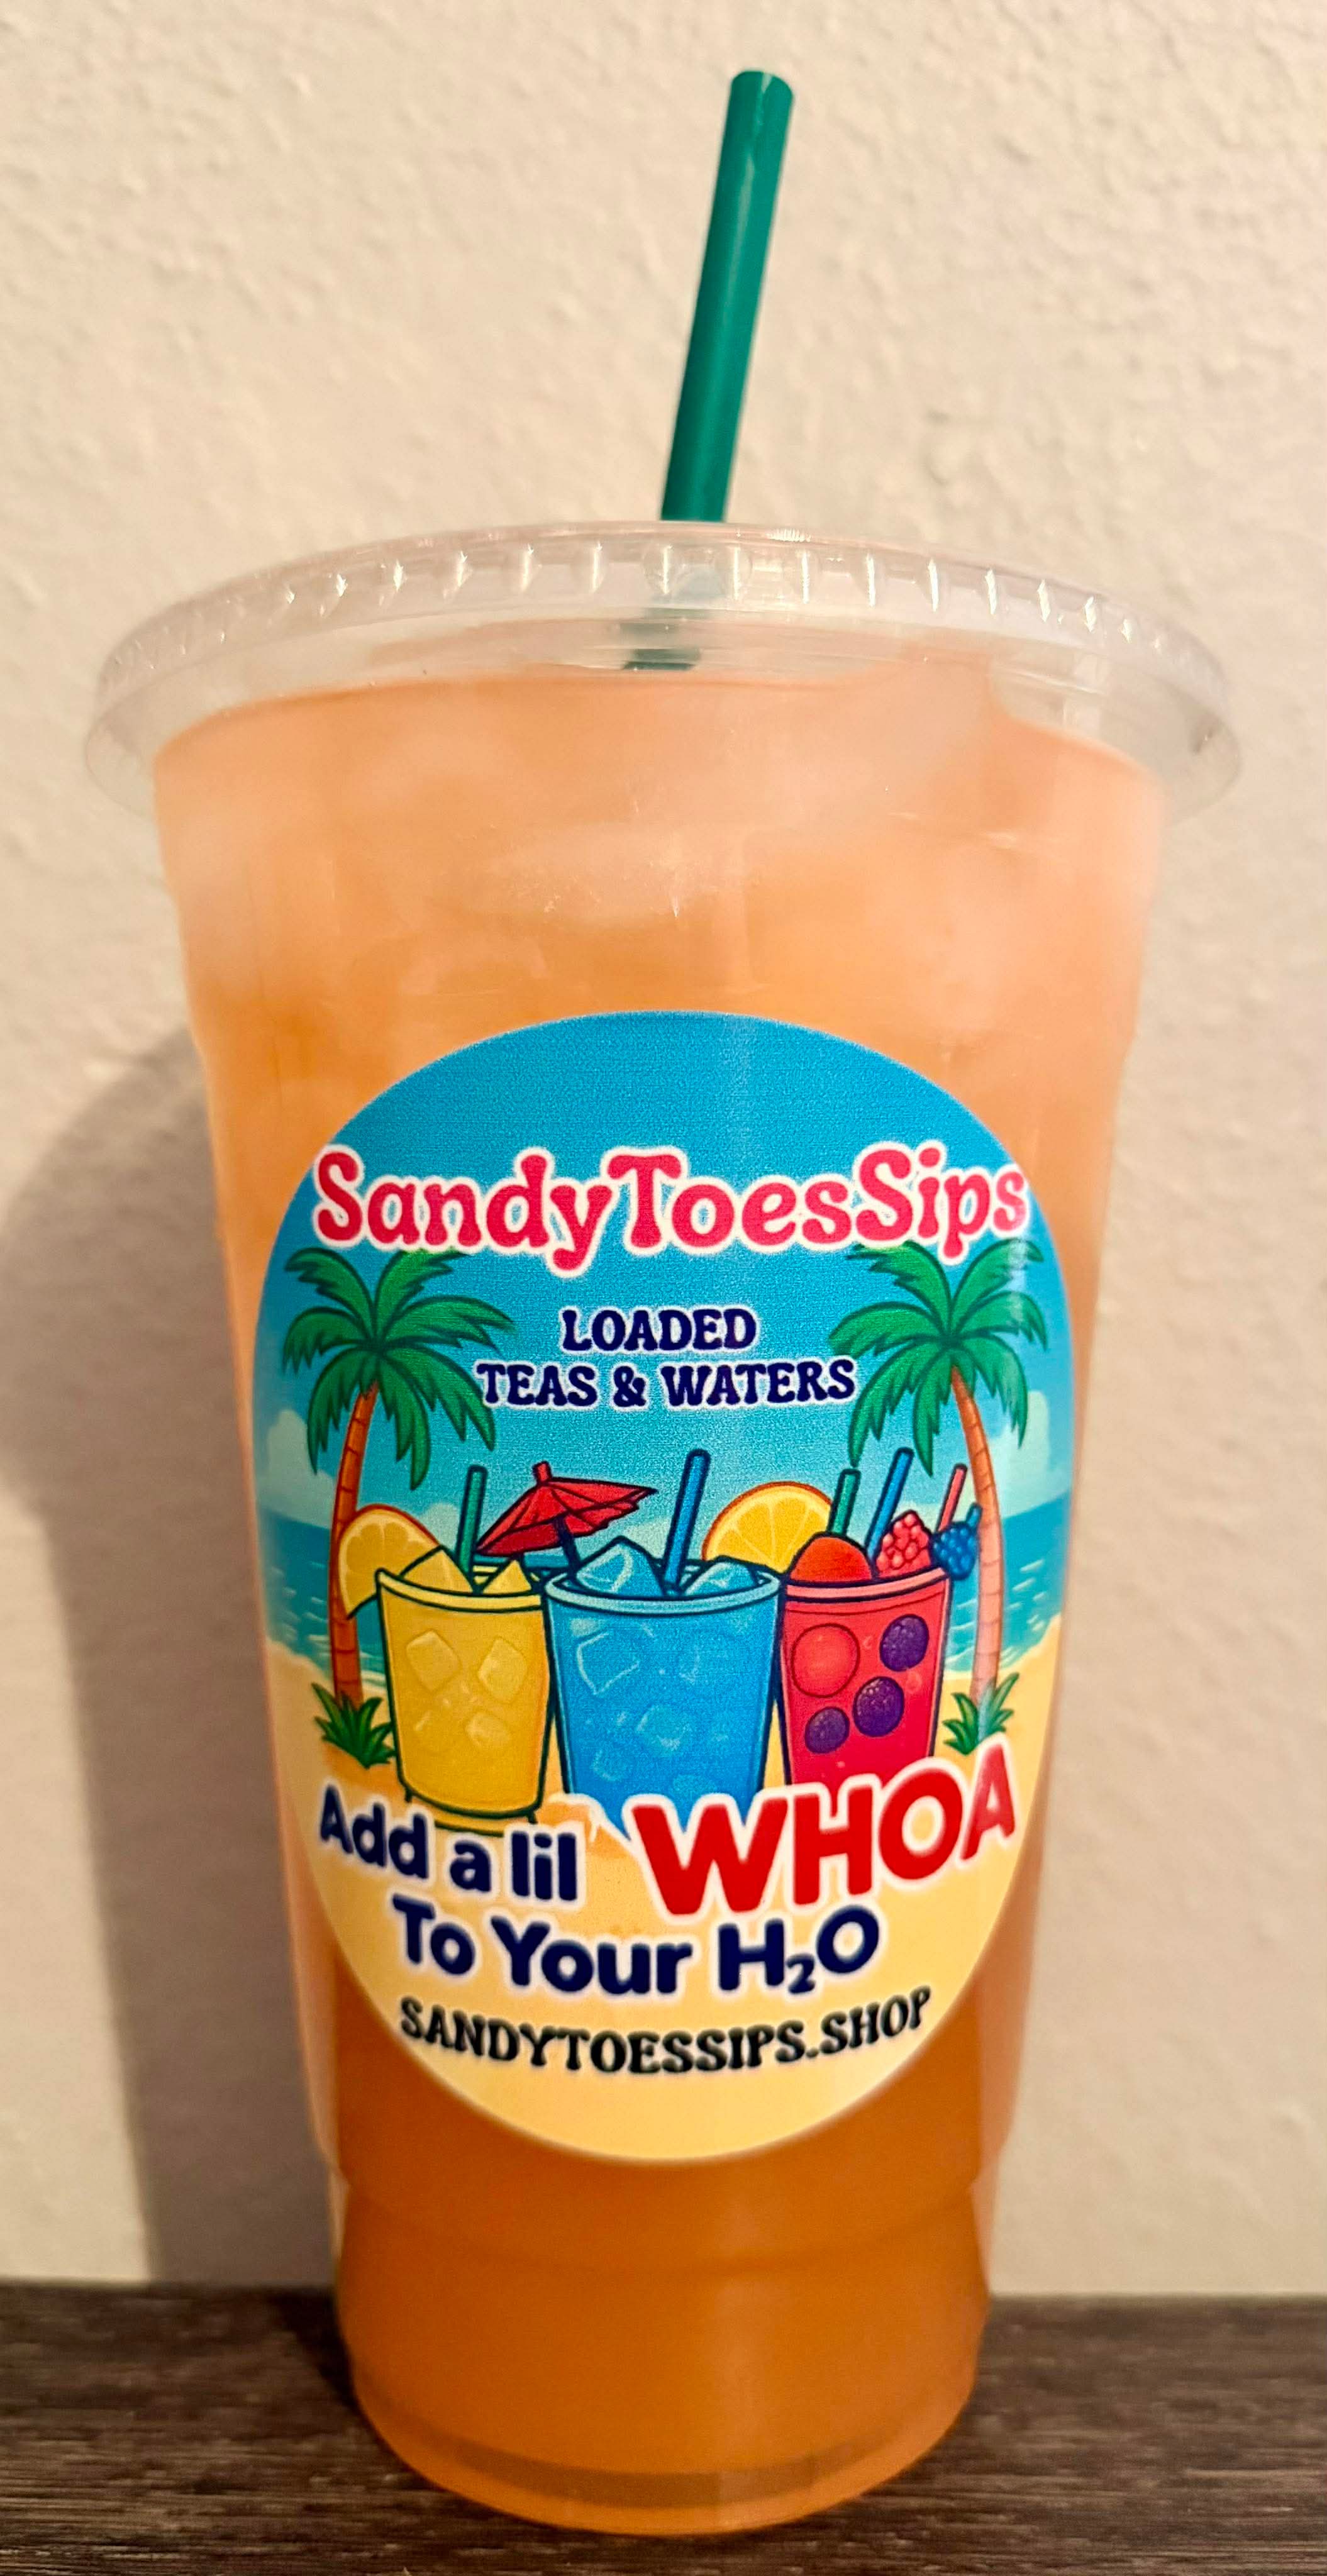 SandyToesSips
LOADED
TEAS & WATERS
Add a lil WHOA
To Your H₂O
SANDYTOESSIPS.SHOP